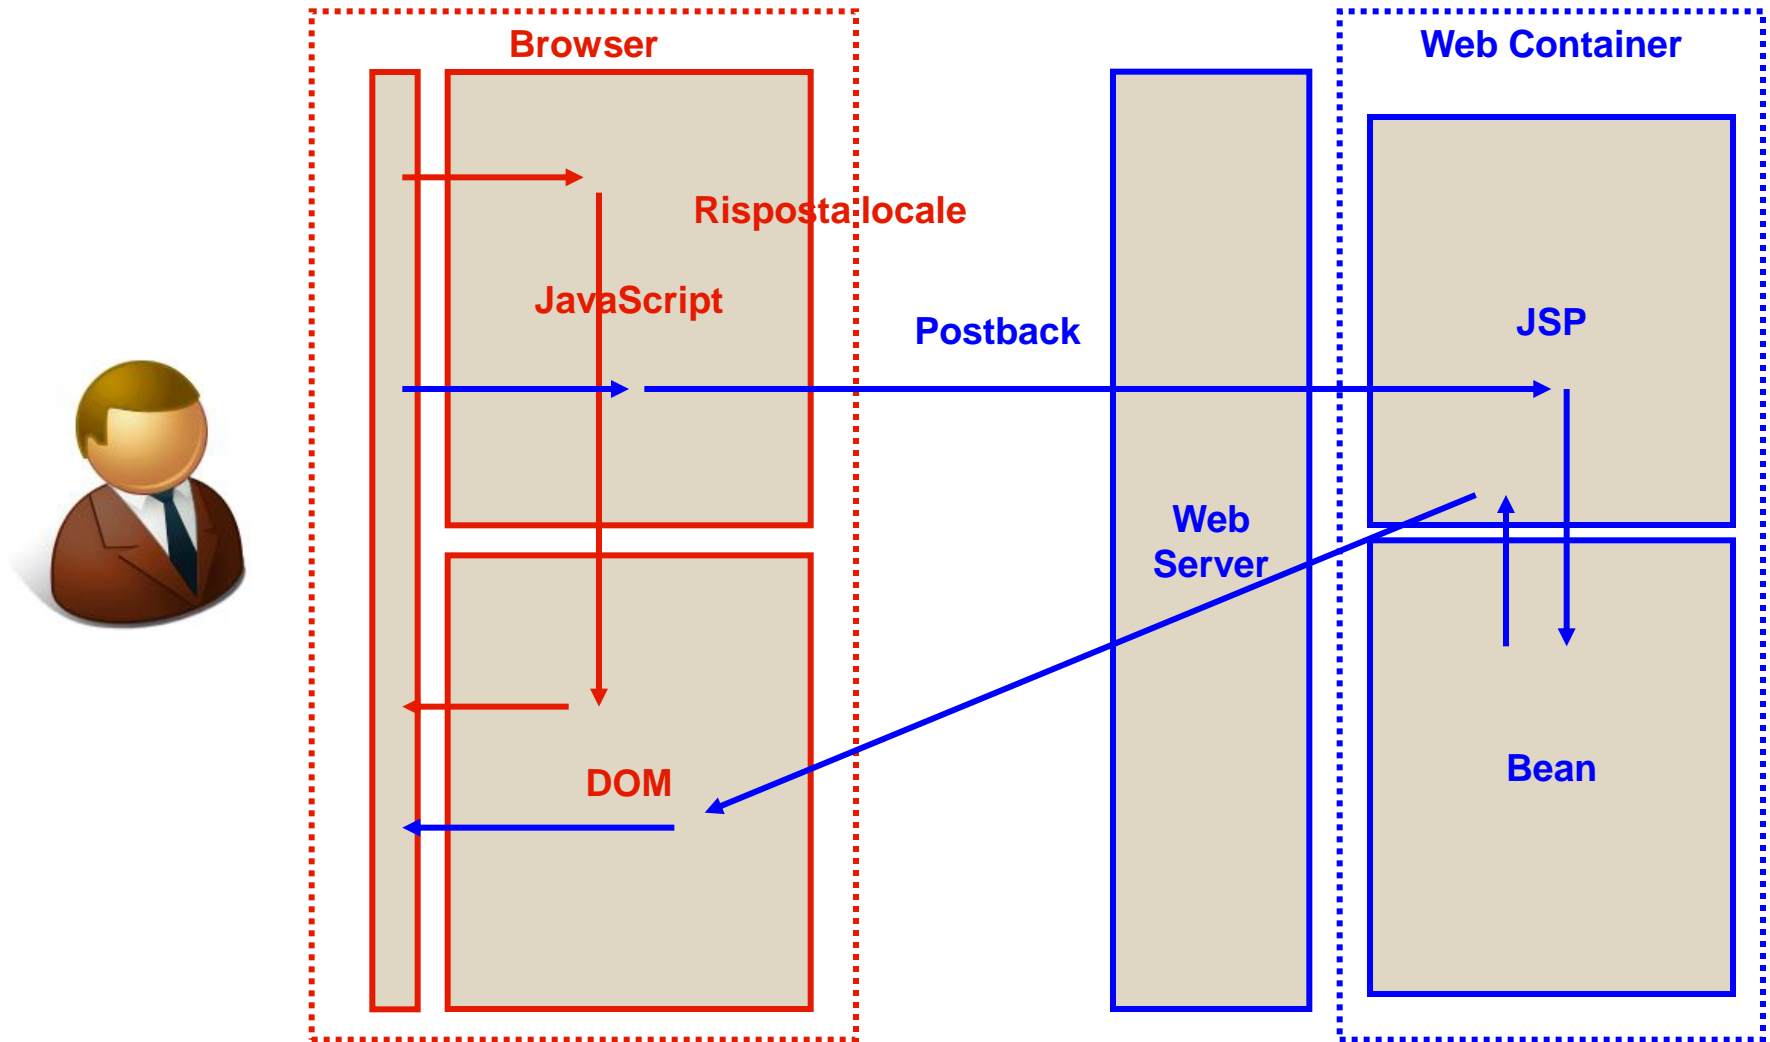 Browser
Web Container
Risposta locale
JavaScript
Postback
JSP
Web
Server
DOM
Bean